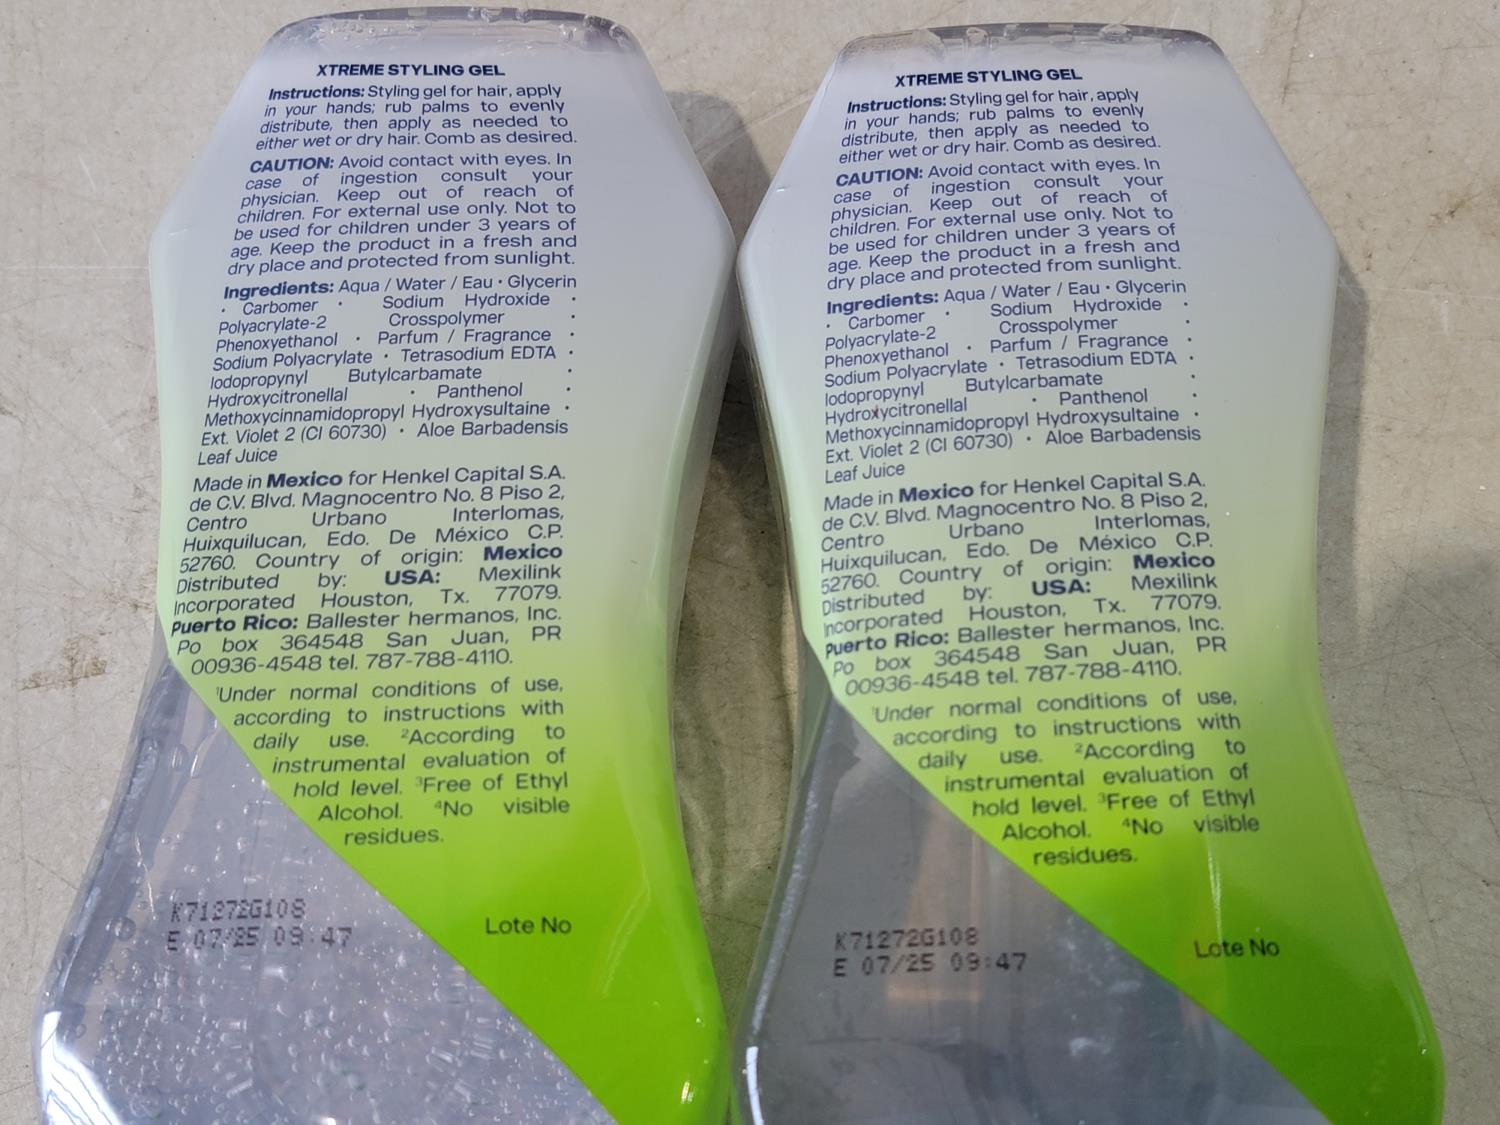 XTREME STYLING GEL
Instructions: Styling gel for hair, apply
in your hands; rub palms to evenly
distribute, then apply as needed to
either wet or dry hair. Comb as desired.
CAUTION: Avoid contact with eyes. In
case of ingestion consult your
physician. Keep out of reach of
children. For external use only. Not to
be used for children under 3 years of
age. Keep the product in a fresh and
dry place and protected from sunlight.
Ingredients: Aqua / Water / Eau · Glycerin
· Carbomer · Sodium Hydroxide ·
Polyacrylate-2 Crosspolymer ·
Phenoxyethanol · Parfum / Fragrance ·
Sodium Polyacrylate · Tetrasodium EDTA ·
Iodopropynyl Butylcarbamate ·
Hydroxycitronellal · Panthenol ·
Methoxycinnamidopropyl Hydroxysultaine ·
Ext. Violet 2 (CI 60730) · Aloe Barbadensis
Leaf Juice
Made in Mexico for Henkel Capital S.A.
de C.V. Blvd. Magnocentro No. 8 Piso 2,
Centro Urbano Interlomas,
Huixquilucan, Edo. De México C.P.
52760. Country of origin: Mexico
Distributed by: USA: Mexilink
Incorporated Houston, Tx. 77079.
Puerto Rico: Ballester hermanos, Inc.
Po box 364548 San Juan, PR
00936-4548 tel. 787-788-4110.
¹Under normal conditions of use,
according to instructions with
daily use. ²According to
instrumental evaluation of
hold level. ³Free of Ethyl
Alcohol. ⁴No visible
residues.
K71272G108
E 07/25 09:47
Lote No
XTREME STYLING GEL
Instructions: Styling gel for hair, apply
in your hands; rub palms to evenly
distribute, then apply as needed to
either wet or dry hair. Comb as desired.
CAUTION: Avoid contact with eyes. In
case of ingestion consult your
physician. Keep out of reach of
children. For external use only. Not to
be used for children under 3 years of
age. Keep the product in a fresh and
dry place and protected from sunlight.
Ingredients: Aqua / Water / Eau · Glycerin
· Carbomer · Sodium Hydroxide ·
Polyacrylate-2 Crosspolymer ·
Phenoxyethanol · Parfum / Fragrance ·
Sodium Polyacrylate · Tetrasodium EDTA ·
Iodopropynyl Butylcarbamate ·
Hydroxycitronellal · Panthenol ·
Methoxycinnamidopropyl Hydroxysultaine ·
Ext. Violet 2 (CI 60730) · Aloe Barbadensis
Leaf Juice
Made in Mexico for Henkel Capital S.A.
de C.V. Blvd. Magnocentro No. 8 Piso 2,
Centro Urbano Interlomas,
Huixquilucan, Edo. De México C.P.
52760. Country of origin: Mexico
Distributed by: USA: Mexilink
Incorporated Houston, Tx. 77079.
Puerto Rico: Ballester hermanos, Inc.
Po box 364548 San Juan, PR
00936-4548 tel. 787-788-4110.
¹Under normal conditions of use,
according to instructions with
daily use. ²According to
instrumental evaluation of
hold level. ³Free of Ethyl
Alcohol. ⁴No visible
residues.
K71272G108
E 07/25 09:47
Lote No